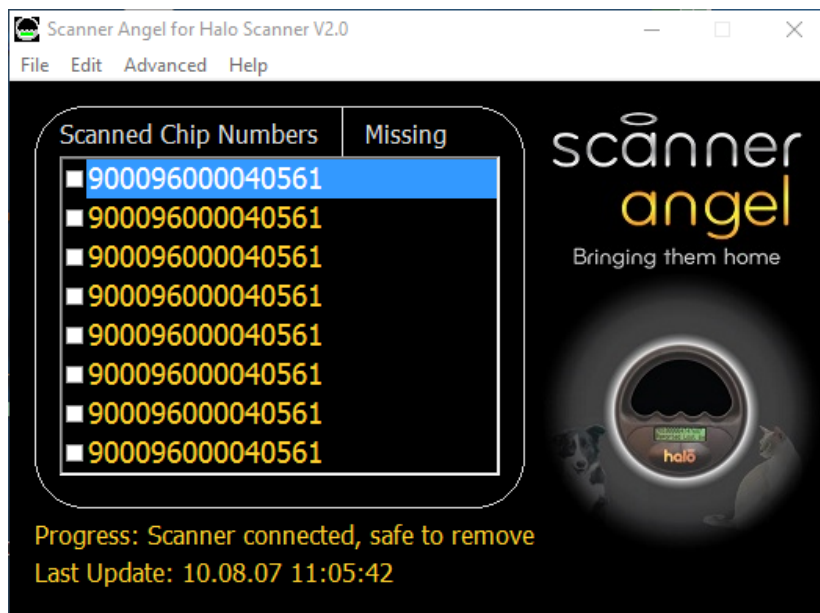 Scanner Angel for Halo Scanner V2.0
File Edit Advanced Help
Scanned Chip Numbers Missing
900096000040561
900096000040561
900096000040561
900096000040561
900096000040561
900096000040561
900096000040561
900096000040561
scanner
angel
Bringing them home
halo
Progress: Scanner connected, safe to remove
Last Update: 10.08.07 11:05:42